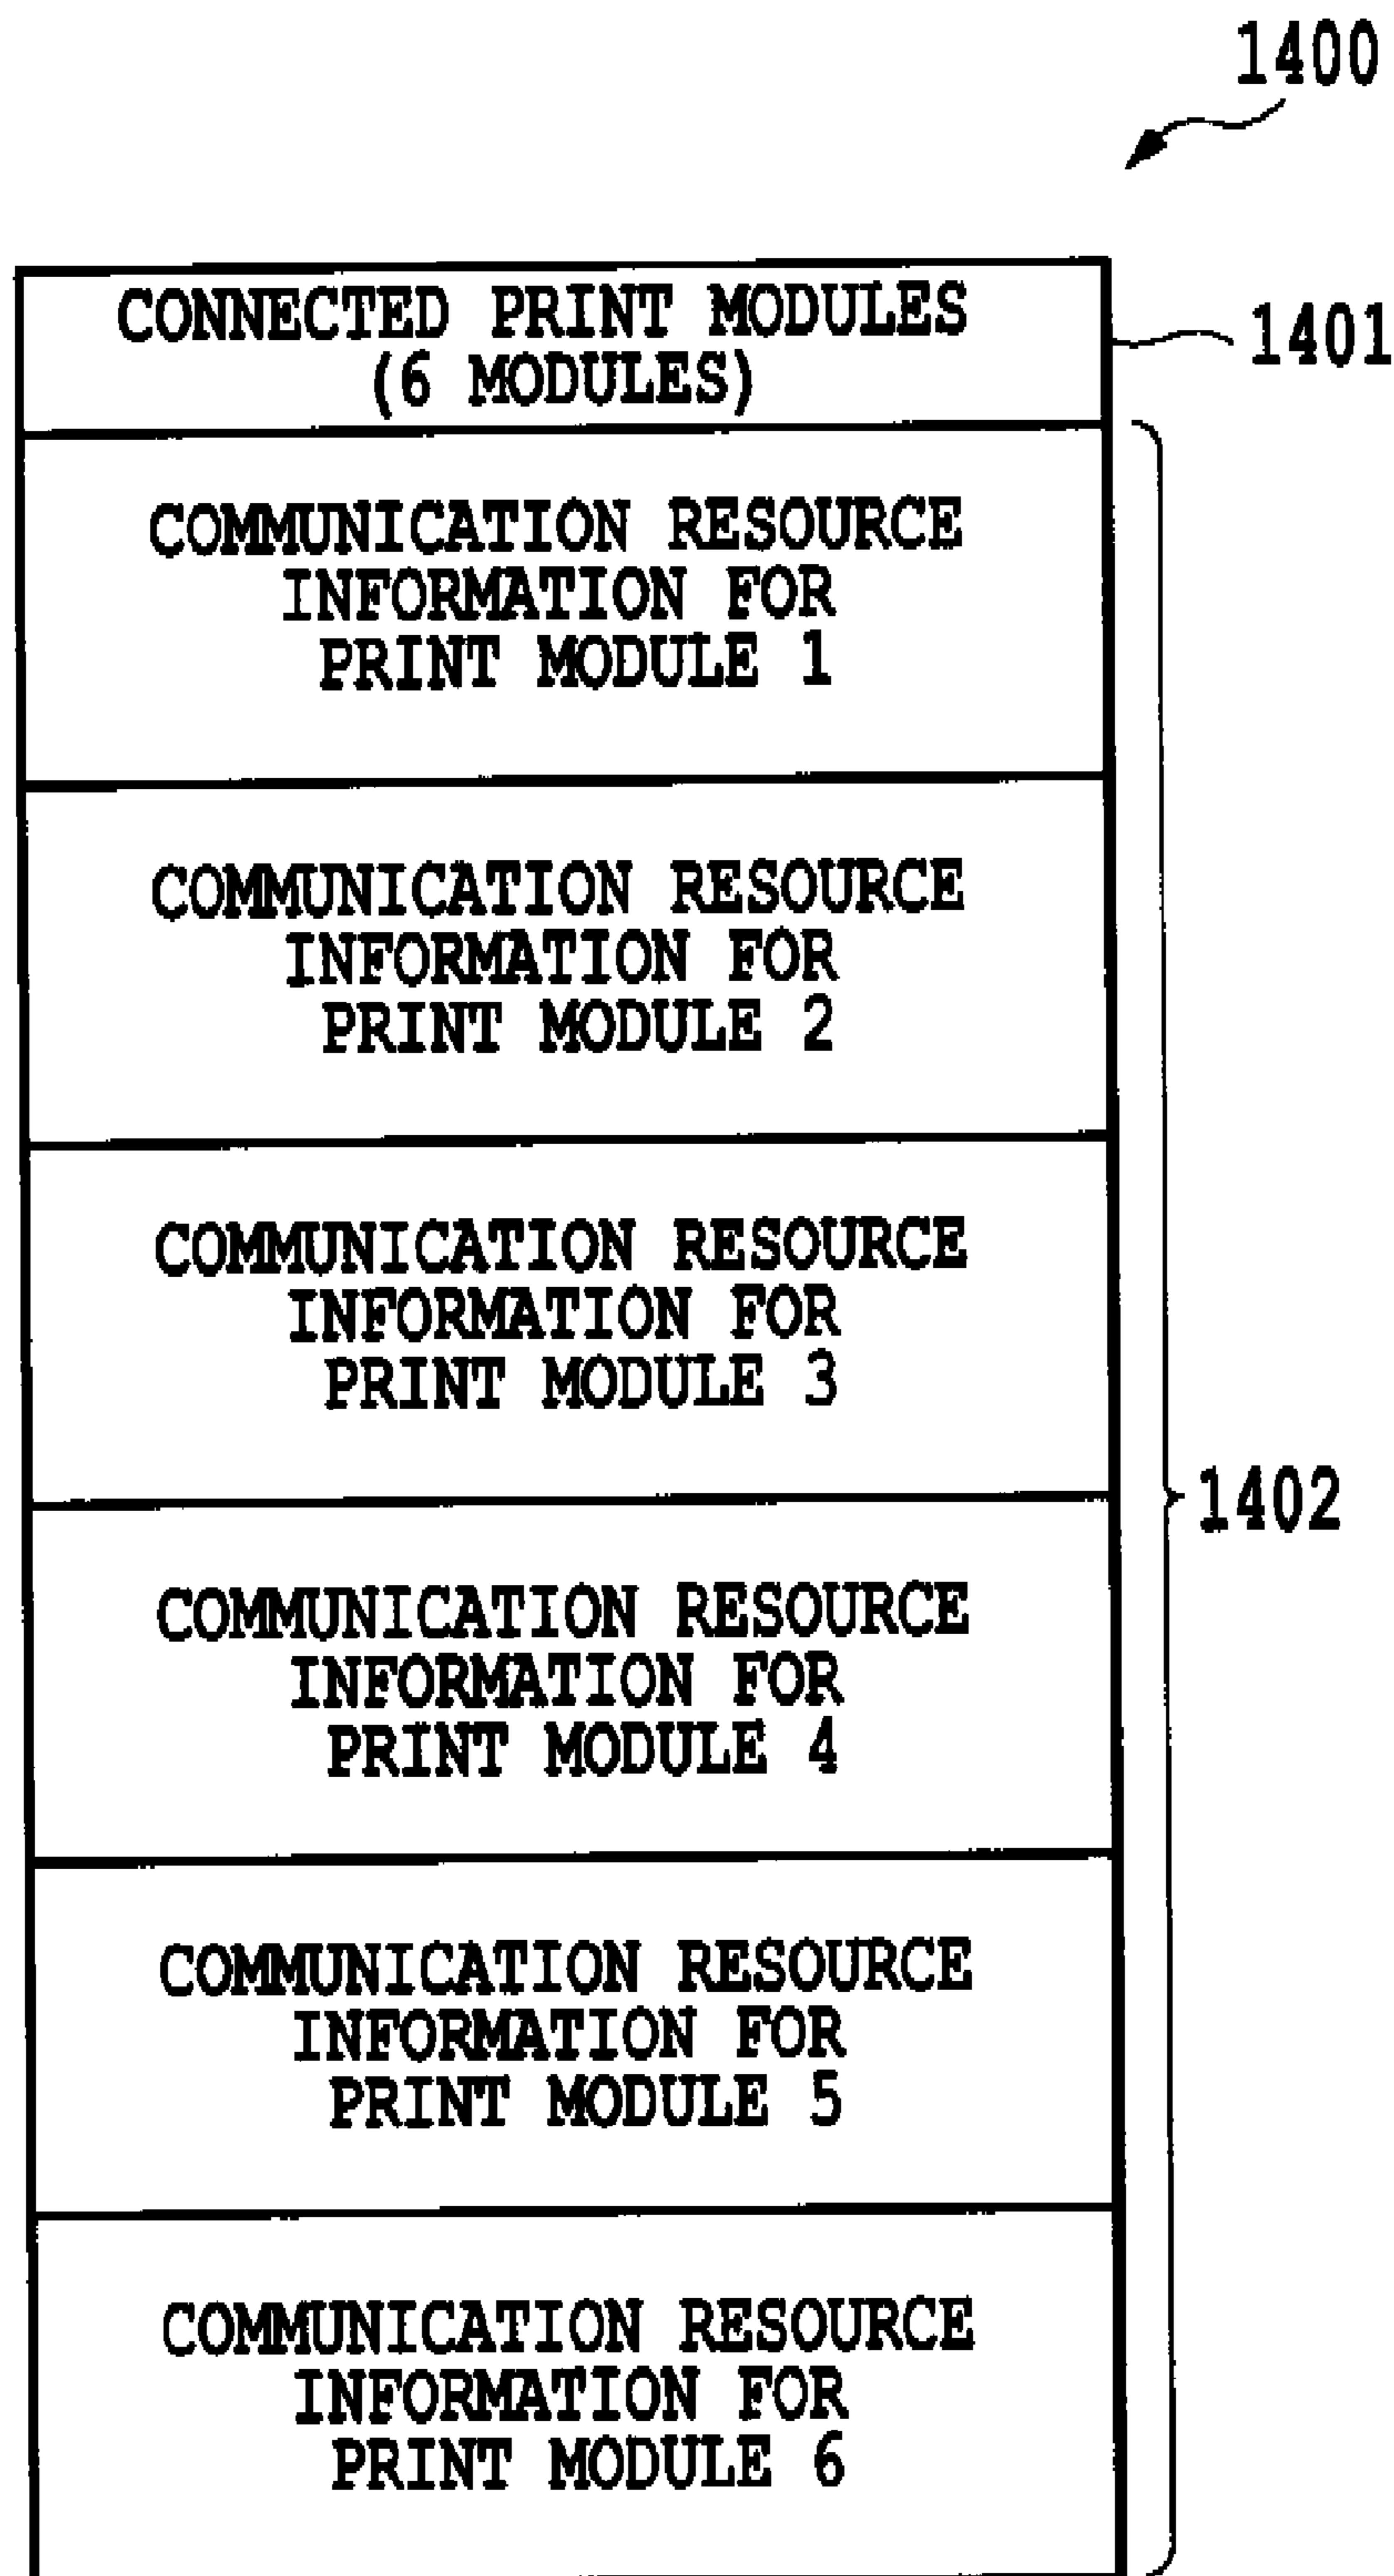 1400
CONNECTED PRINT MODULES
(6 MODULES)
1401
COMMUNICATION RESOURCE
INFORMATION FOR
PRINT MODULE 1
COMMUNICATION RESOURCE
INFORMATION FOR
PRINT MODULE 2
COMMUNICATION RESOURCE
INFORMATION FOR
PRINT MODULE 3
1402
COMMUNICATION RESOURCE
INFORMATION FOR
PRINT MODULE 4
COMMUNICATION RESOURCE
INFORMATION FOR
PRINT MODULE 5
COMMUNICATION RESOURCE
INFORMATION FOR
PRINT MODULE 6